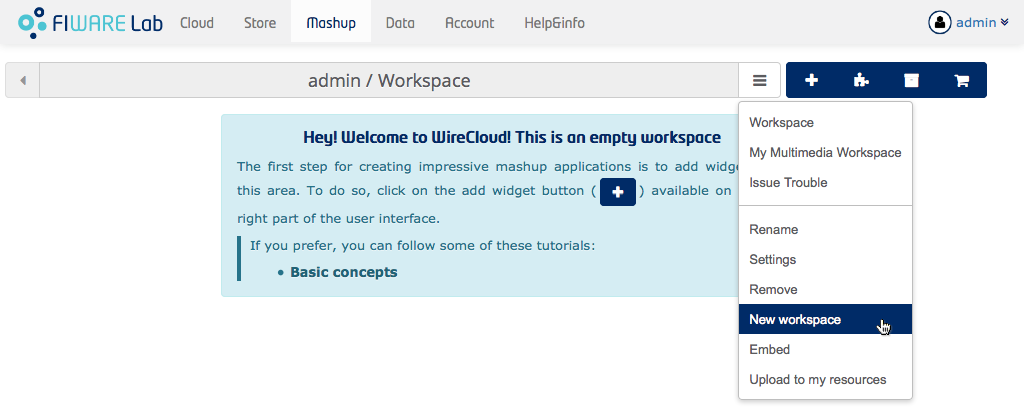 FIWARE Lab Cloud Store Mashup Data Account Help&info admin
admin / Workspace
Hey! Welcome to WireCloud! This is an empty workspace
The first step for creating impressive mashup applications is to add
this area. To do so, click on the add widget button ( + ) available on
right part of the user interface.
If you prefer, you can follow some of these tutorials:
• Basic concepts
Workspace
My Multimedia Workspace
Issue Trouble
Rename
Settings
Remove
New workspace
Embed
Upload to my resources